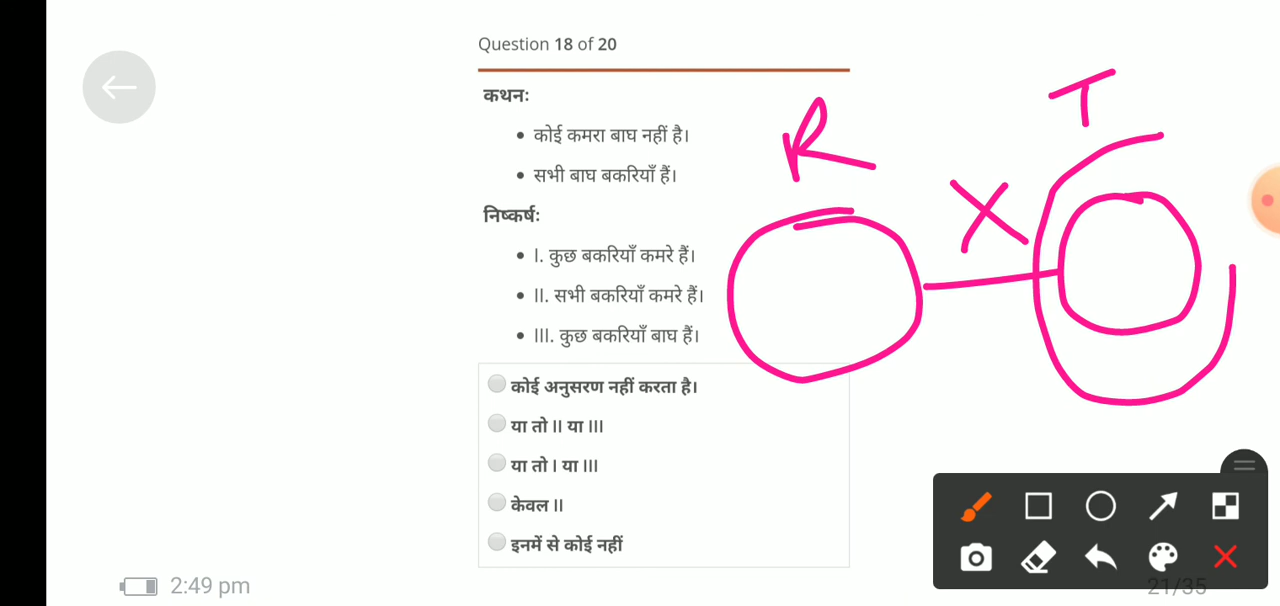 Question 18 of 20
कथनः
• कोई कमरा बाघ नहीं है।
• सभी बाघ बकरियाँ हैं।
निष्कर्षः
• I. कुछ बकरियाँ कमरे हैं।
• II. सभी बकरियाँ कमरे हैं।
• III. कुछ बकरियाँ बाघ हैं।
कोई अनुसरण नहीं करता है।
या तो II या III
या तो I या III
केवल II
इनमें से कोई नहीं
R
X
T
2:49 pm
21/35